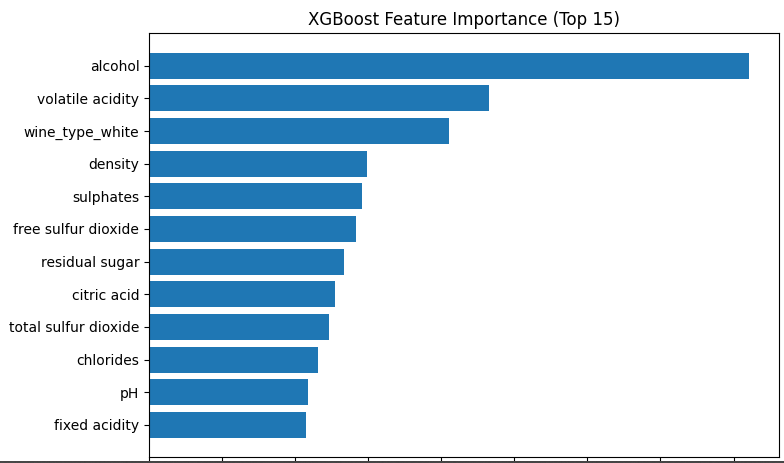 XGBoost Feature Importance (Top 15)
alcohol
volatile acidity
wine_type_white
density
sulphates
free sulfur dioxide
residual sugar
citric acid
total sulfur dioxide
chlorides
pH
fixed acidity